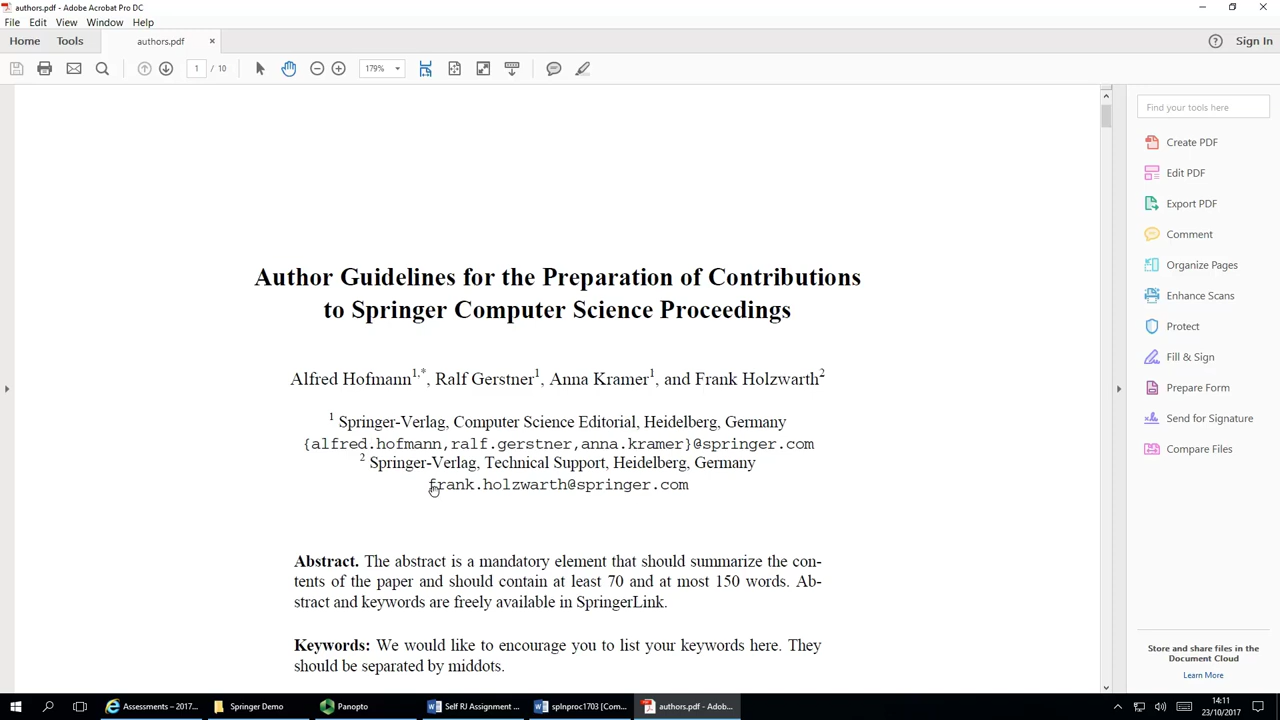 authors.pdf - Adobe Acrobat Pro DC
File Edit View Window Help
Home Tools authors.pdf × Sign In
1 / 10 179%
Find your tools here
Create PDF
Edit PDF
Export PDF
Comment
Organize Pages
Enhance Scans
Protect
Fill & Sign
Prepare Form
Send for Signature
Compare Files
Store and share files in the
Document Cloud
Learn More
Author Guidelines for the Preparation of Contributions
to Springer Computer Science Proceedings
Alfred Hofmann1,*, Ralf Gerstner1, Anna Kramer1, and Frank Holzwarth2
1 Springer-Verlag, Computer Science Editorial, Heidelberg, Germany
{alfred.hofmann,ralf.gerstner,anna.kramer}@springer.com
2 Springer-Verlag, Technical Support, Heidelberg, Germany
frank.holzwarth@springer.com
Abstract. The abstract is a mandatory element that should summarize the con-
tents of the paper and should contain at least 70 and at most 150 words. Ab-
stract and keywords are freely available in SpringerLink.
Keywords: We would like to encourage you to list your keywords here. They
should be separated by middots.
Assessments – 2017... Springer Demo Panopto Self RJ Assignment ... splnproc1703 [Com... authors.pdf - Adob...
14:11
23/10/2017